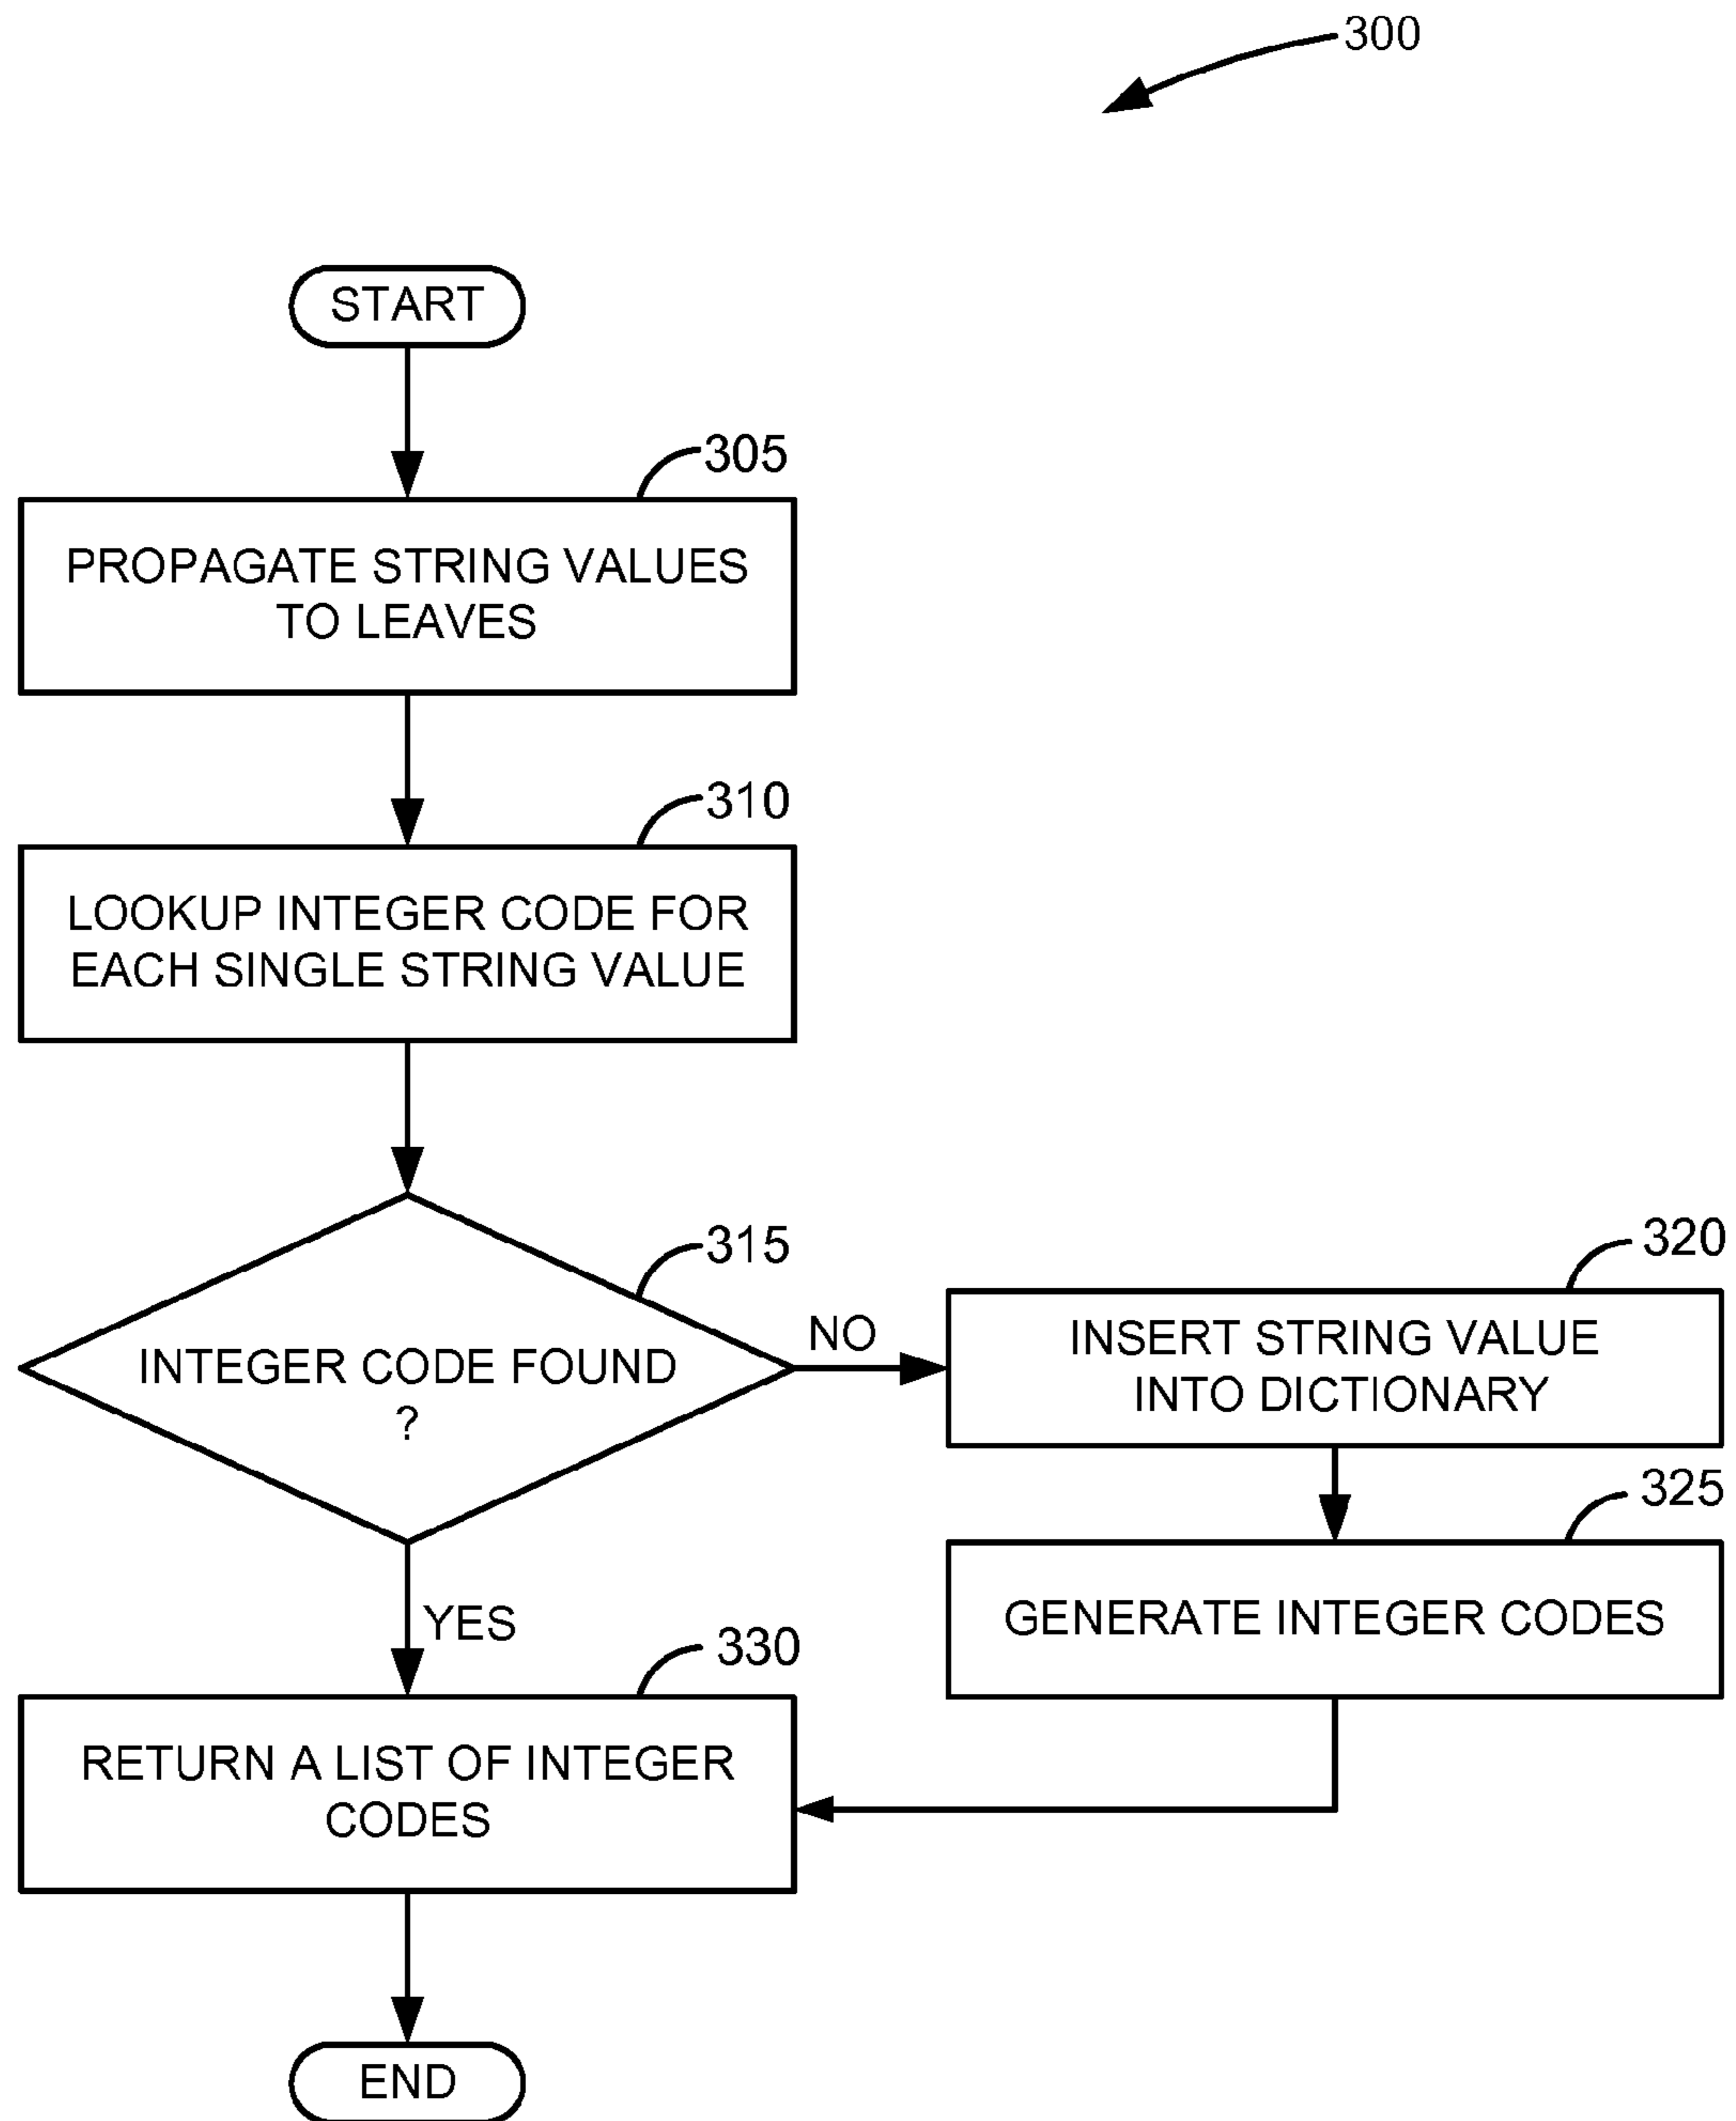 300
START
305
PROPAGATE STRING VALUES
TO LEAVES
310
LOOKUP INTEGER CODE FOR
EACH SINGLE STRING VALUE
315
INTEGER CODE FOUND
?
NO
320
INSERT STRING VALUE
INTO DICTIONARY
325
GENERATE INTEGER CODES
YES
330
RETURN A LIST OF INTEGER
CODES
END